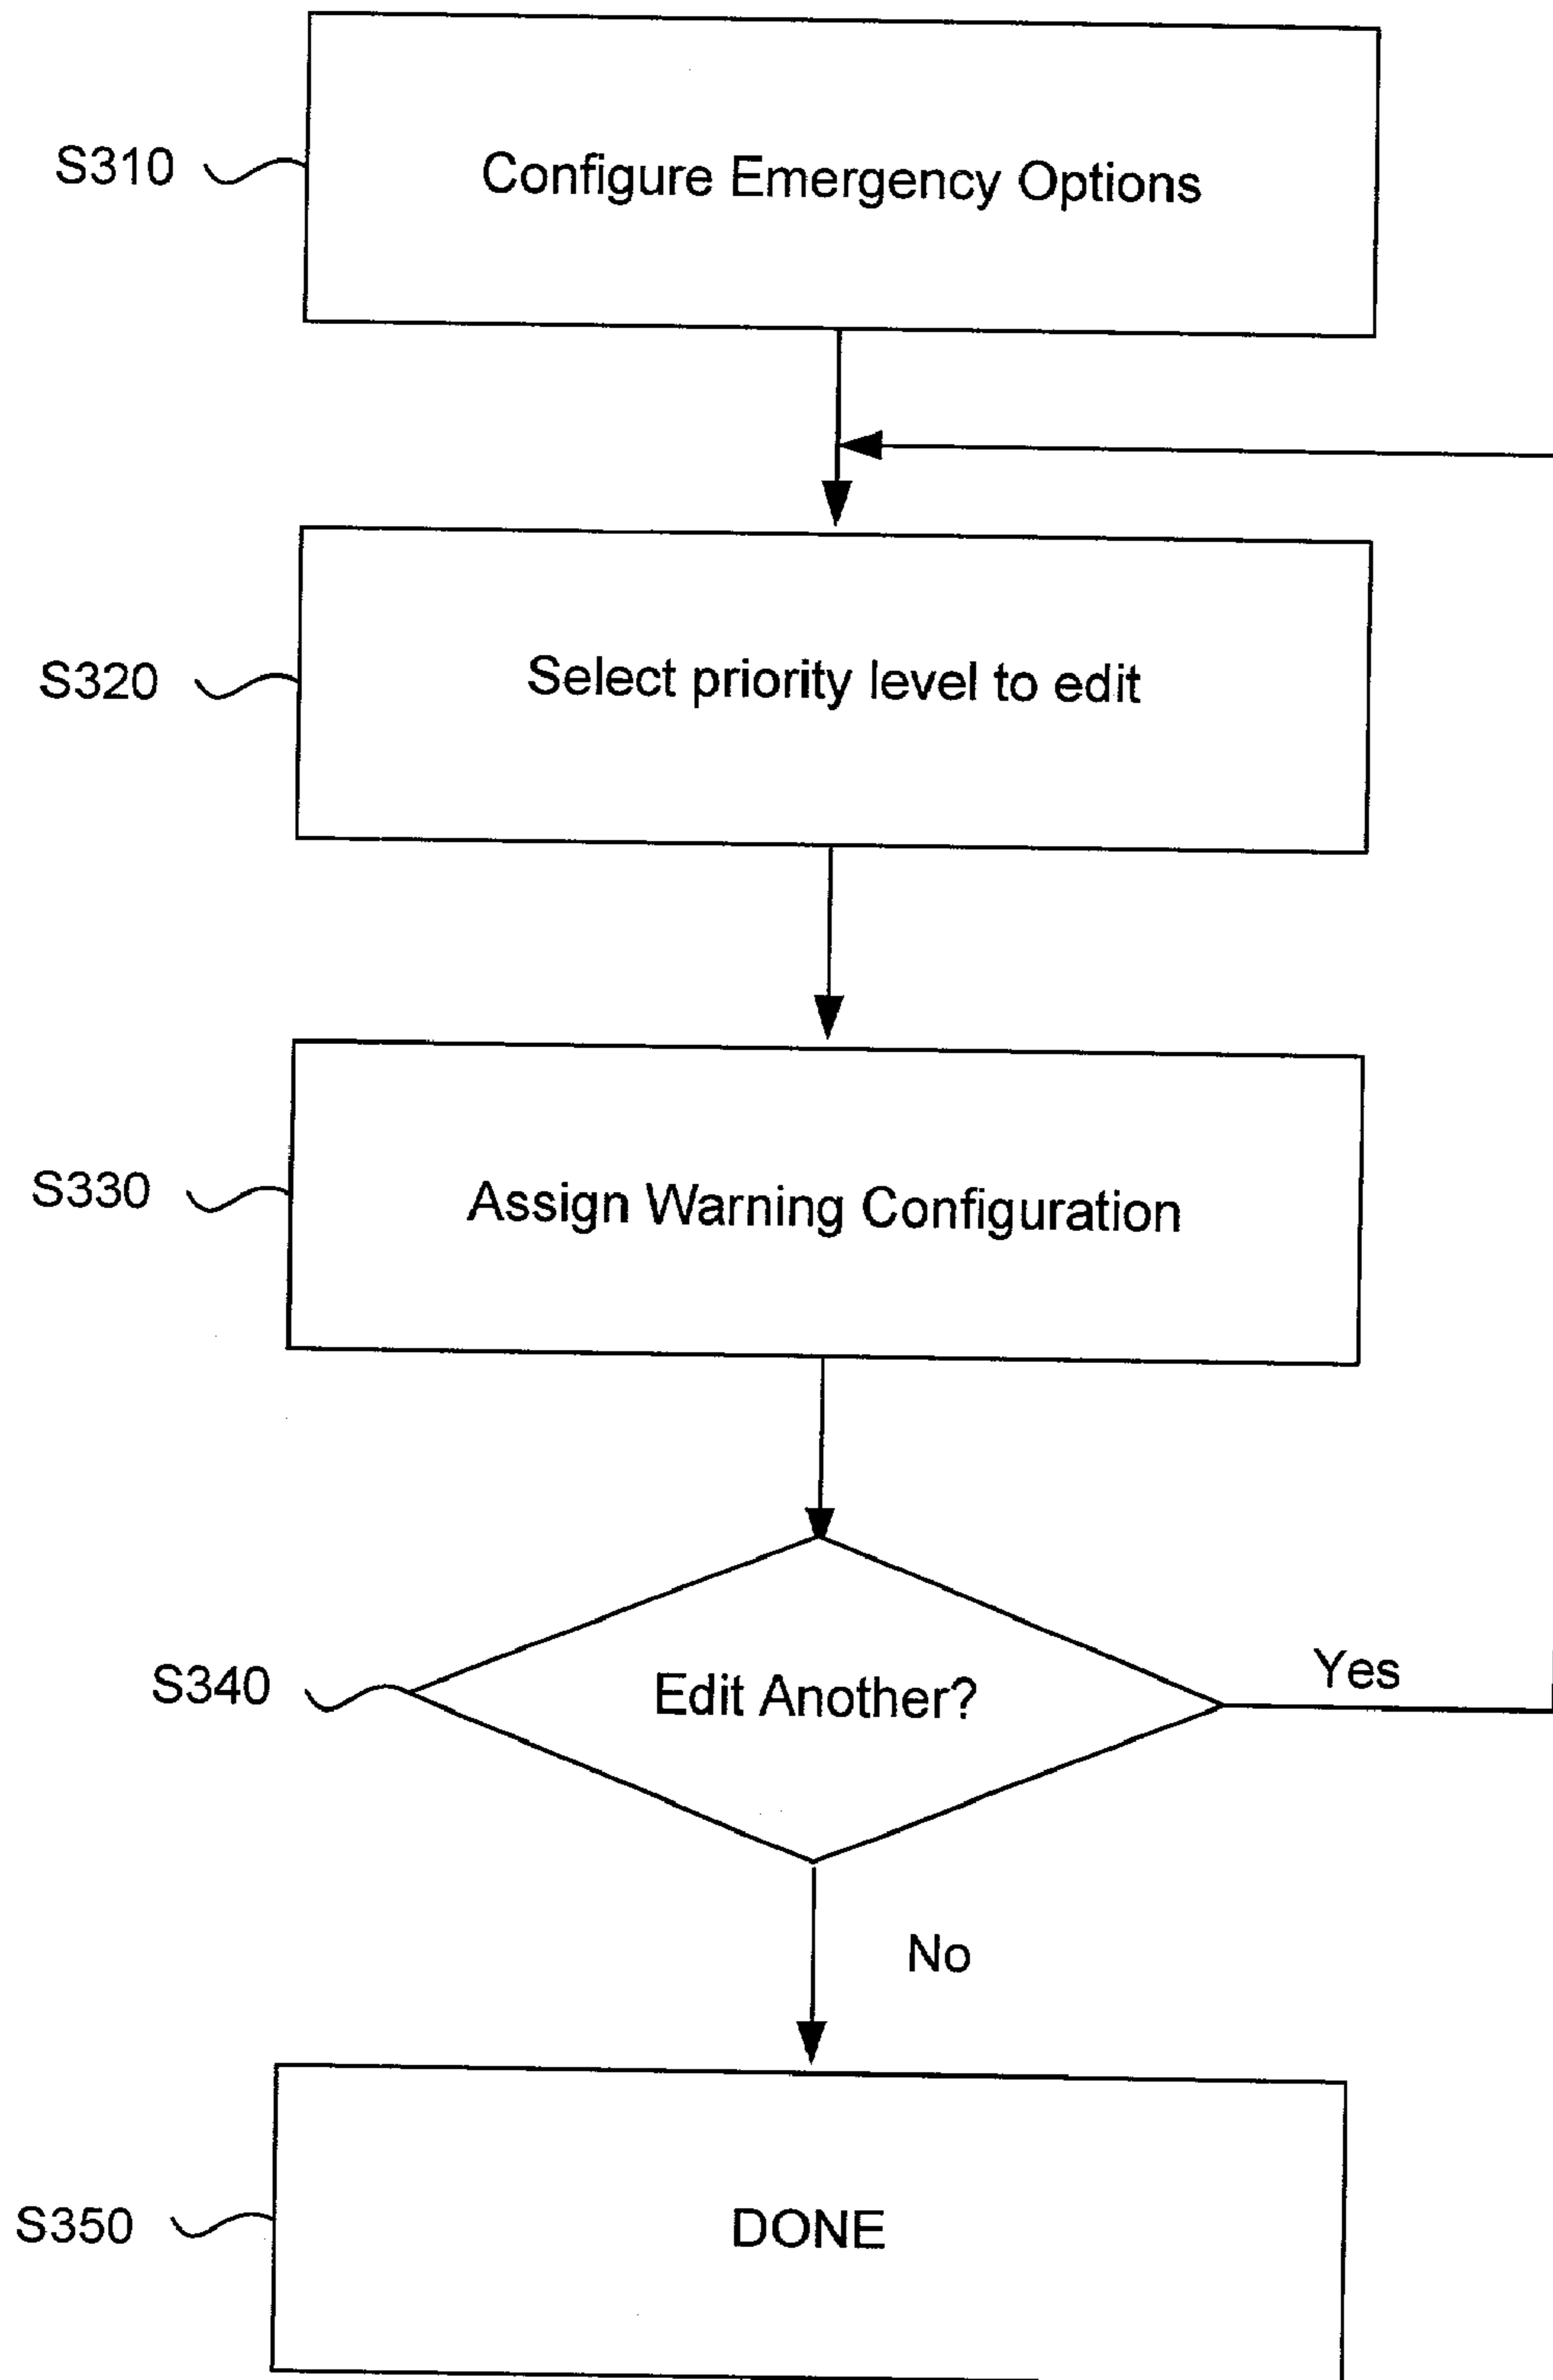 S310
Configure Emergency Options
S320
Select priority level to edit
S330
Assign Warning Configuration
S340
Edit Another?
Yes
No
S350
DONE